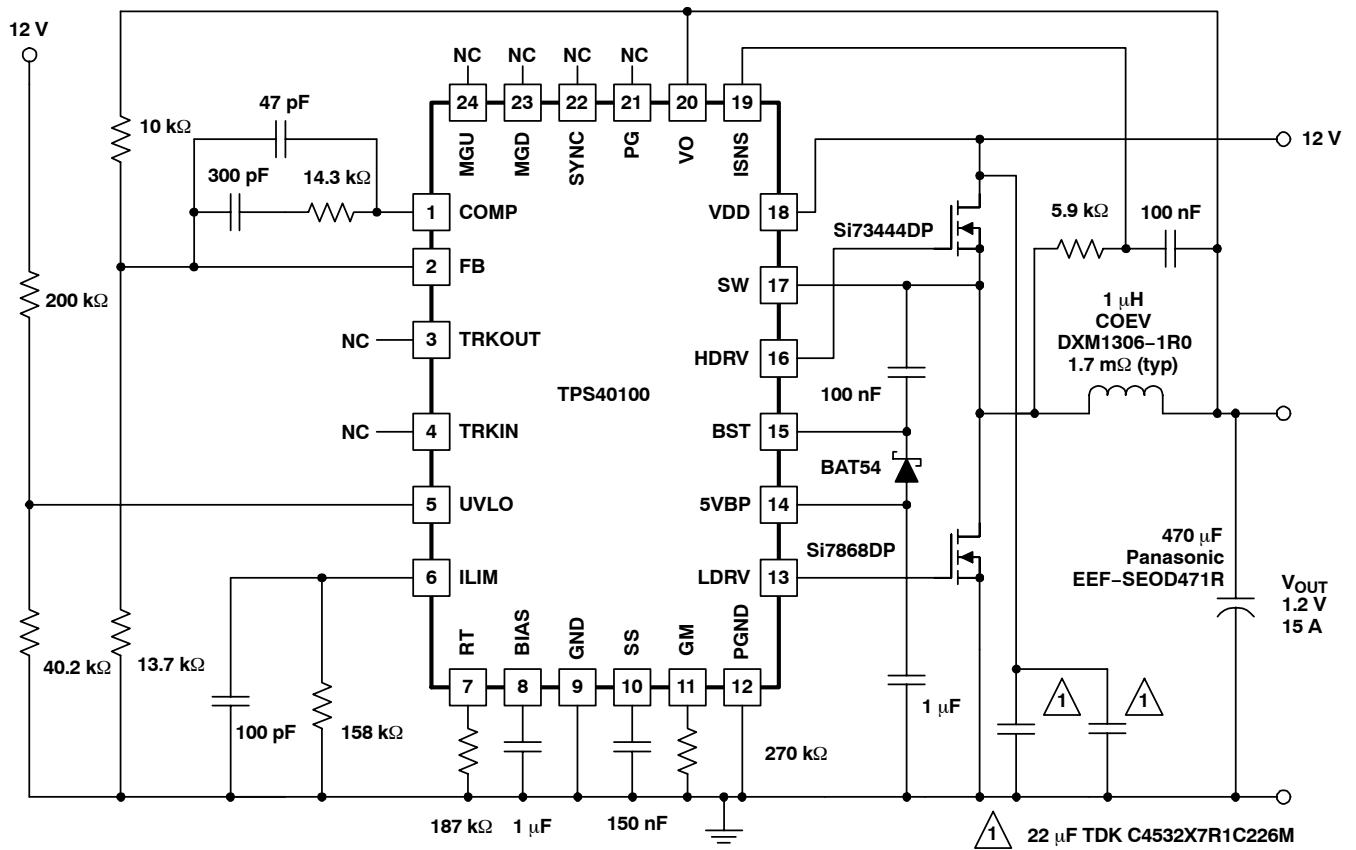 12 V
NC
NC
NC
NC
24
23
22
21
20
19
MGU
MGD
SYNC
PG
VO
ISNS
47 pF
10 kΩ
300 pF
14.3 kΩ
1
COMP
VDD
18
12 V
Si73444DP
5.9 kΩ
100 nF
2
FB
SW
17
200 kΩ
1 μH
COEV
DXM1306–1R0
1.7 mΩ (typ)
NC
3
TRKOUT
HDRV
16
TPS40100
100 nF
NC
4
TRKIN
BST
15
BAT54
5
UVLO
5VBP
14
Si7868DP
470 μF
Panasonic
EEF–SEOD471R
6
ILIM
LDRV
13
VOUT
1.2 V
15 A
RT
BIAS
GND
SS
GM
PGND
40.2 kΩ
13.7 kΩ
7
8
9
10
11
12
100 pF
158 kΩ
1 μF
1
1
270 kΩ
187 kΩ
1 μF
150 nF
1
22 μF TDK C4532X7R1C226M